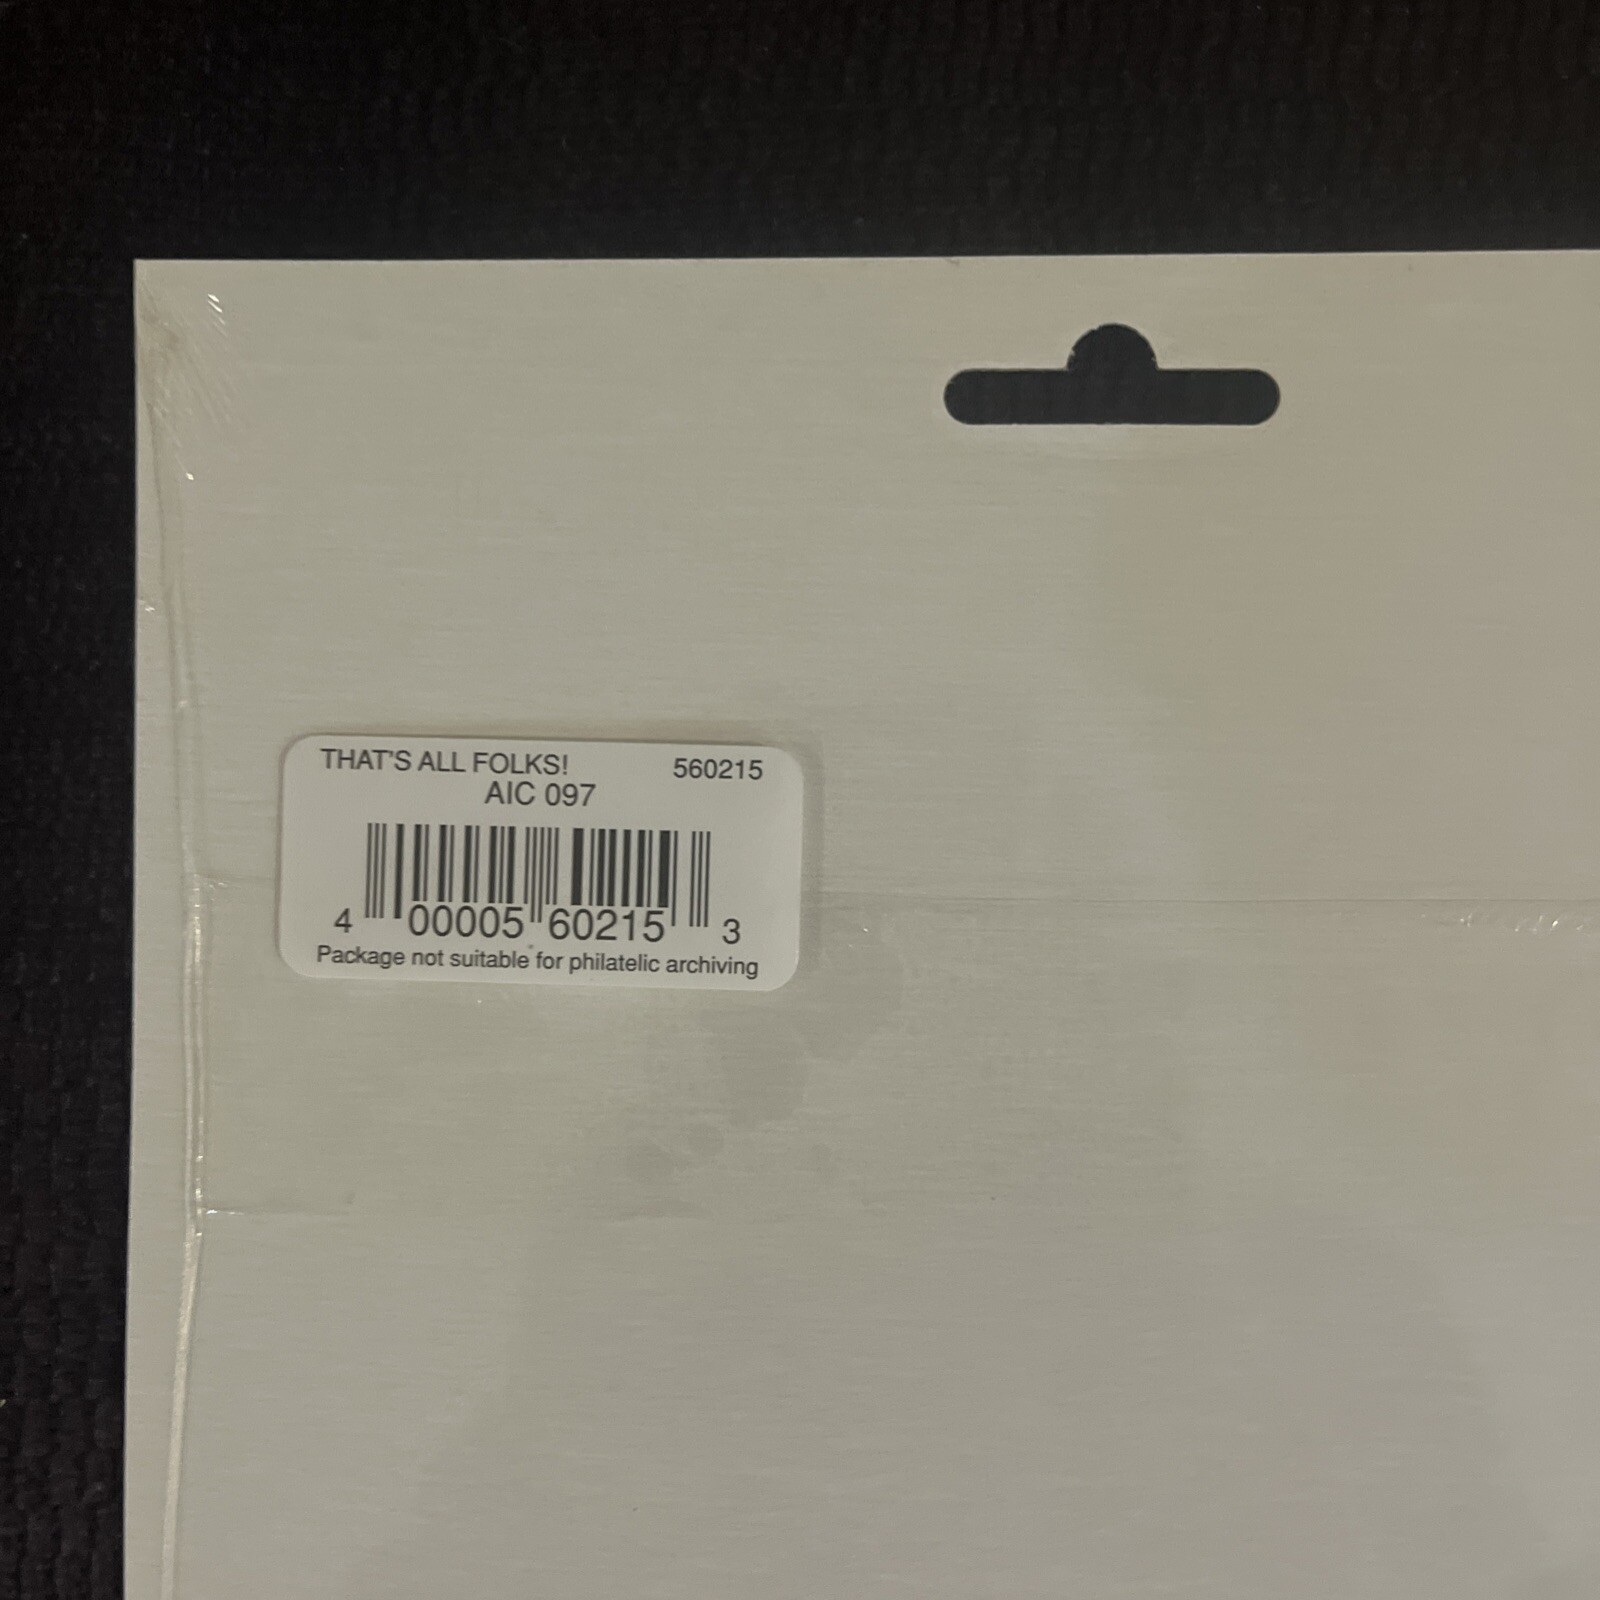 THAT'S ALL FOLKS! 560215
AIC 097
4 00005 60215 3
Package not suitable for philatelic archiving